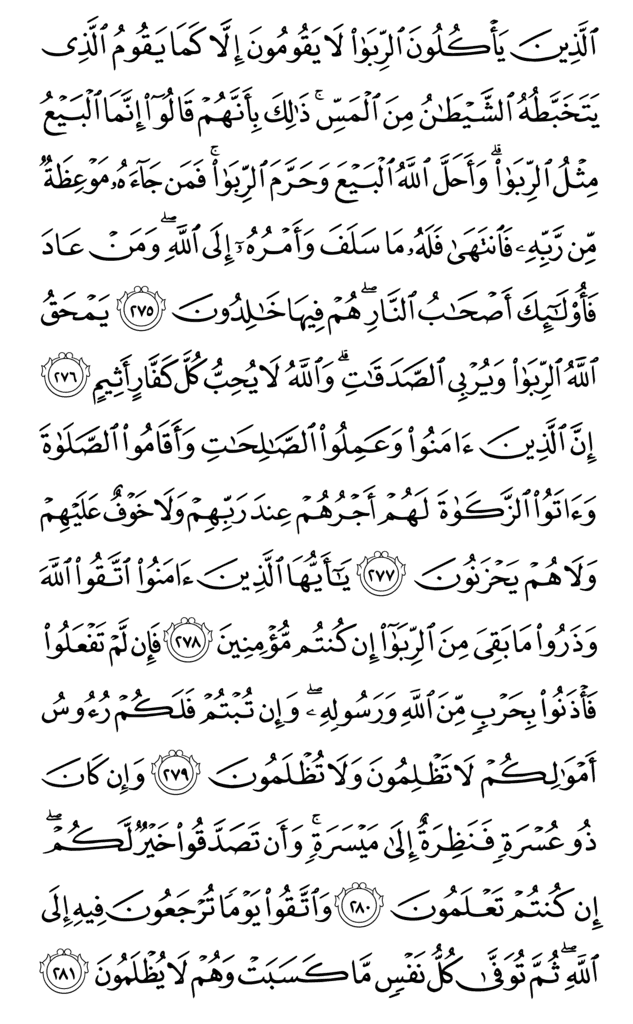 ٱلَّذِينَ يَأۡكُلُونَ ٱلرِّبَوٰاْ لَا يَقُومُونَ إِلَّا كَمَا يَقُومُ ٱلَّذِي
يَتَخَبَّطُهُ ٱلشَّيۡطَٰنُ مِنَ ٱلۡمَسِّۚ ذَٰلِكَ بِأَنَّهُمۡ قَالُوٓاْ إِنَّمَا ٱلۡبَيۡعُ
مِثۡلُ ٱلرِّبَوٰاْۗ وَأَحَلَّ ٱللَّهُ ٱلۡبَيۡعَ وَحَرَّمَ ٱلرِّبَوٰاْۚ فَمَن جَآءَهُۥ مَوۡعِظَةٞ
مِّن رَّبِّهِۦ فَٱنتَهَىٰ فَلَهُۥ مَا سَلَفَ وَأَمۡرُهُۥٓ إِلَى ٱللَّهِۖ وَمَنۡ عَادَ
فَأُوْلَٰٓئِكَ أَصۡحَٰبُ ٱلنَّارِۖ هُمۡ فِيهَا خَٰلِدُونَ ٢٧٥ يَمۡحَقُ
ٱللَّهُ ٱلرِّبَوٰاْ وَيُرۡبِي ٱلصَّدَقَٰتِۗ وَٱللَّهُ لَا يُحِبُّ كُلَّ كَفَّارٍ أَثِيمٍ ٢٧٦
إِنَّ ٱلَّذِينَ ءَامَنُواْ وَعَمِلُواْ ٱلصَّٰلِحَٰتِ وَأَقَامُواْ ٱلصَّلَوٰةَ
وَءَاتَوُاْ ٱلزَّكَوٰةَ لَهُمۡ أَجۡرُهُمۡ عِندَ رَبِّهِمۡ وَلَا خَوۡفٌ عَلَيۡهِمۡ
وَلَا هُمۡ يَحۡزَنُونَ ٢٧٧ يَٰٓأَيُّهَا ٱلَّذِينَ ءَامَنُواْ ٱتَّقُواْ ٱللَّهَ
وَذَرُواْ مَا بَقِيَ مِنَ ٱلرِّبَوٰٓاْ إِن كُنتُم مُّؤۡمِنِينَ ٢٧٨ فَإِن لَّمۡ تَفۡعَلُواْ
فَأۡذَنُواْ بِحَرۡبٖ مِّنَ ٱللَّهِ وَرَسُولِهِۦۖ وَإِن تُبۡتُمۡ فَلَكُمۡ رُءُوسُ
أَمۡوَٰلِكُمۡ لَا تَظۡلِمُونَ وَلَا تُظۡلَمُونَ ٢٧٩ وَإِن كَانَ
ذُو عُسۡرَةٖ فَنَظِرَةٌ إِلَىٰ مَيۡسَرَةٖۚ وَأَن تَصَدَّقُواْ خَيۡرٞ لَّكُمۡۖ
إِن كُنتُمۡ تَعۡلَمُونَ ٢٨٠ وَٱتَّقُواْ يَوۡمٗا تُرۡجَعُونَ فِيهِ إِلَى
ٱللَّهِۖ ثُمَّ تُوَفَّىٰ كُلُّ نَفۡسٖ مَّا كَسَبَتۡ وَهُمۡ لَا يُظۡلَمُونَ ٢٨١